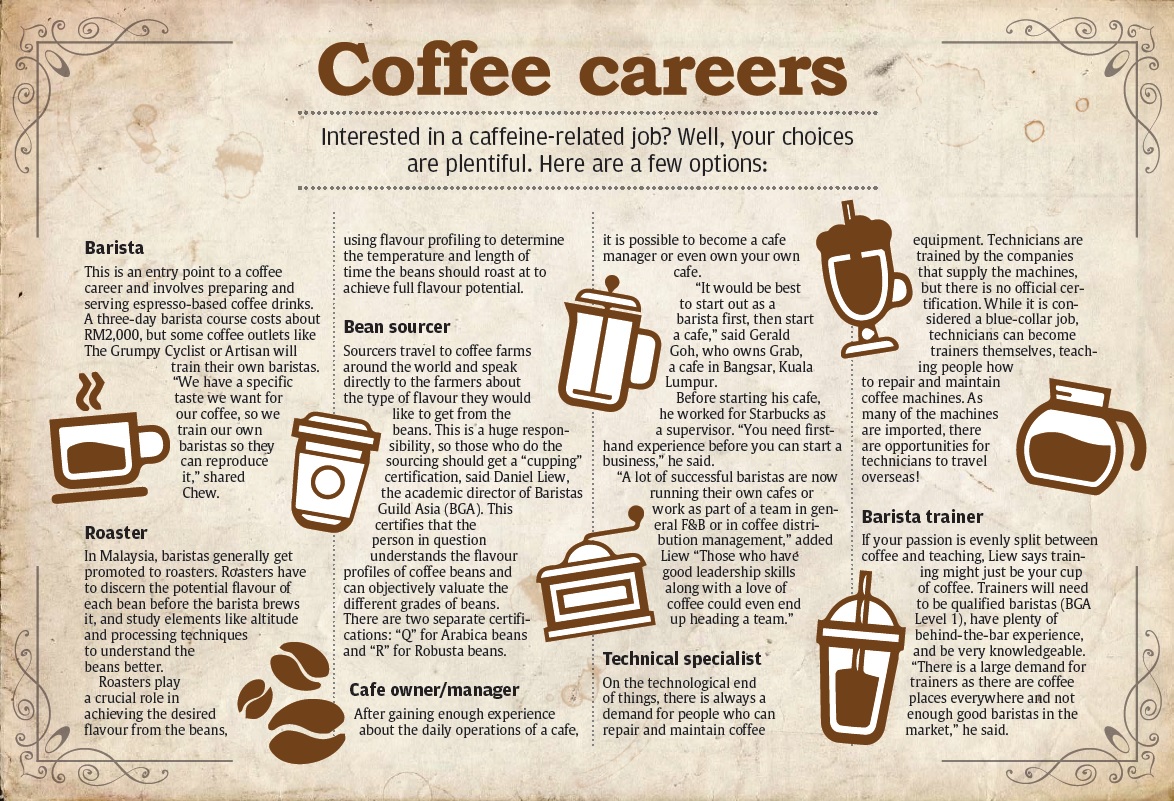 Coffee careers
Interested in a caffeine-related job? Well, your choices
are plentiful. Here are a few options:
Barista
This is an entry point to a coffee
career and involves preparing and
serving espresso-based coffee drinks.
A three-day barista course costs about
RM2,000, but some coffee outlets like
The Grumpy Cyclist or Artisan will
train their own baristas.
“We have a specific
taste we want for
our coffee, so we
train our own
baristas so they
can reproduce
it,” shared
Chew.
Roaster
In Malaysia, baristas generally get
promoted to roasters. Roasters have
to discern the potential flavour of
each bean before the barista brews
it, and study elements like altitude
and processing techniques
to understand the
beans better.
Roasters play
a crucial role in
achieving the desired
flavour from the beans,
using flavour profiling to determine
the temperature and length of
time the beans should roast at to
achieve full flavour potential.
Bean sourcer
Sourcers travel to coffee farms
around the world and speak
directly to the farmers about
the type of flavour they would
like to get from the
beans. This is a huge respon-
sibility, so those who do the
sourcing should get a “cupping”
certification, said Daniel Liew,
the academic director of Baristas
Guild Asia (BGA). This
certifies that the
person in question
understands the flavour
profiles of coffee beans and
can objectively valuate the
different grades of beans.
There are two separate certifi-
cations: “Q” for Arabica beans
and “R” for Robusta beans.
Cafe owner/manager
After gaining enough experience
about the daily operations of a cafe,
it is possible to become a cafe
manager or even own your own
cafe.
“It would be best
to start out as a
barista first, then start
a cafe,” said Gerald
Goh, who owns Grab,
a cafe in Bangsar, Kuala
Lumpur.
Before starting his cafe,
he worked for Starbucks as
a supervisor. “You need first-
hand experience before you can start a
business,” he said.
“A lot of successful baristas are now
running their own cafes or
work as part of a team in gen-
eral F&B or in coffee distri-
bution management,” added
Liew “Those who have
good leadership skills
along with a love of
coffee could even end
up heading a team.”
Technical specialist
On the technological end
of things, there is always a
demand for people who can
repair and maintain coffee
equipment. Technicians are
trained by the companies
that supply the machines,
but there is no official cer-
tification. While it is con-
sidered a blue-collar job,
technicians can become
trainers themselves, teach-
ing people how
to repair and maintain
coffee machines. As
many of the machines
are imported, there
are opportunities for
technicians to travel
overseas!
Barista trainer
If your passion is evenly split between
coffee and teaching, Liew says train-
ing might just be your cup
of coffee. Trainers will need
to be qualified baristas (BGA
Level 1), have plenty of
behind-the-bar experience,
and be very knowledgeable.
“There is a large demand for
trainers as there are coffee
places everywhere and not
enough good baristas in the
market,” he said.